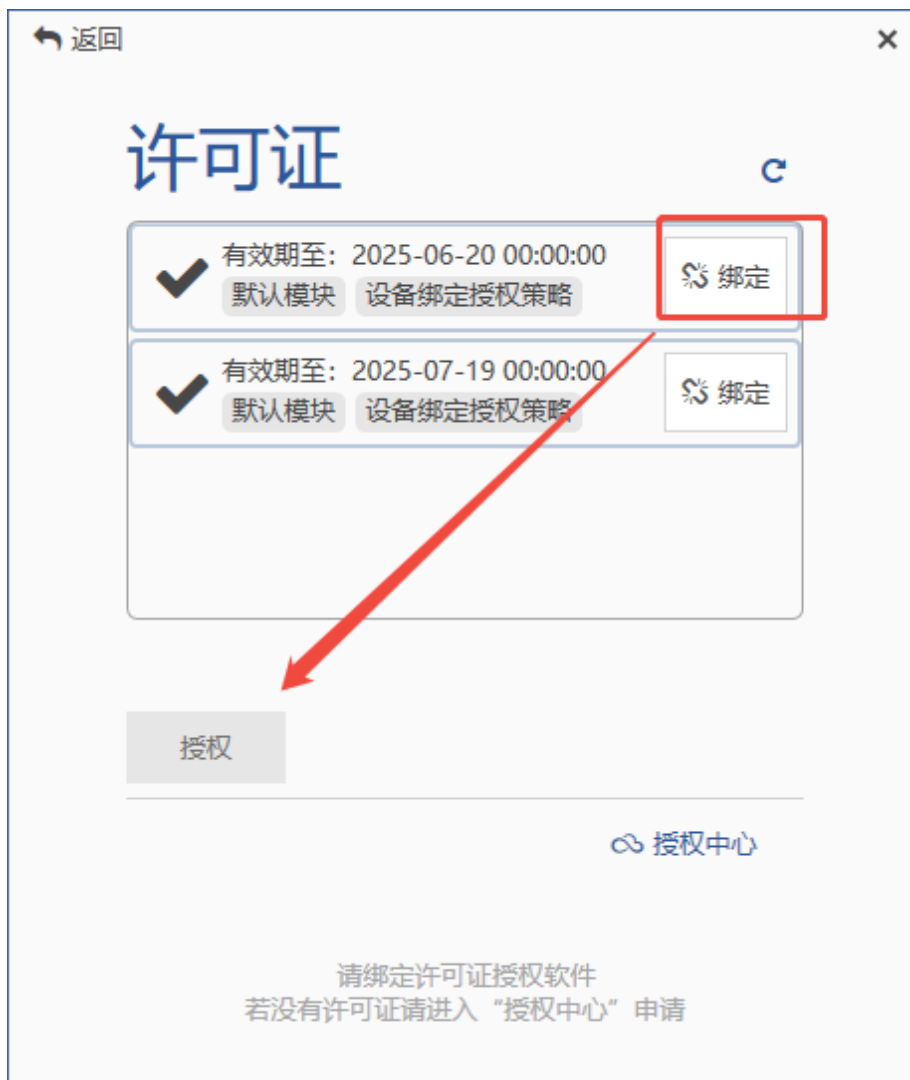 返回
许可证
有效期至：2025-06-20 00:00:00
默认模块 设备绑定授权策略
绑定
有效期至：2025-07-19 00:00:00
默认模块 设备绑定授权策略
绑定
授权
授权中心
请绑定许可证授权软件
若没有许可证请进入“授权中心”申请